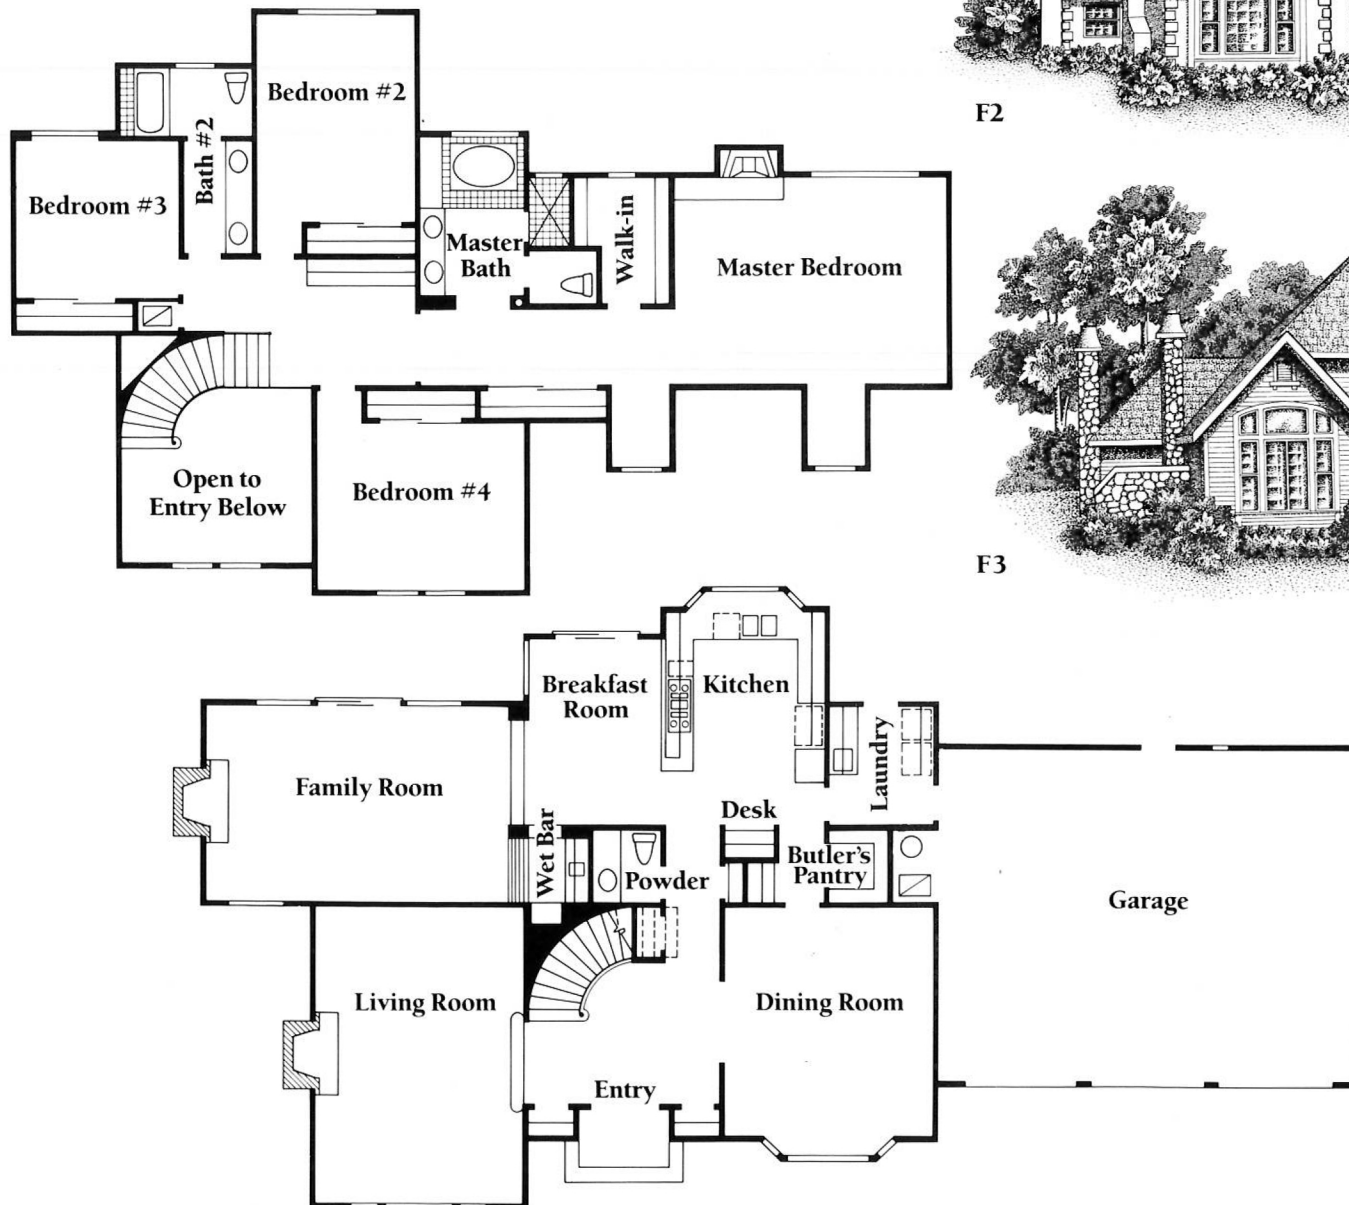 Bedroom #2
F2
Bath #2
Bedroom #3
Walk-in
Master
Bath
Master Bedroom
Open to
Entry Below
Bedroom #4
F3
Breakfast
Room
Kitchen
Laundry
Family Room
Desk
Wet Bar
Butler's
Pantry
Powder
Garage
Living Room
Dining Room
Entry